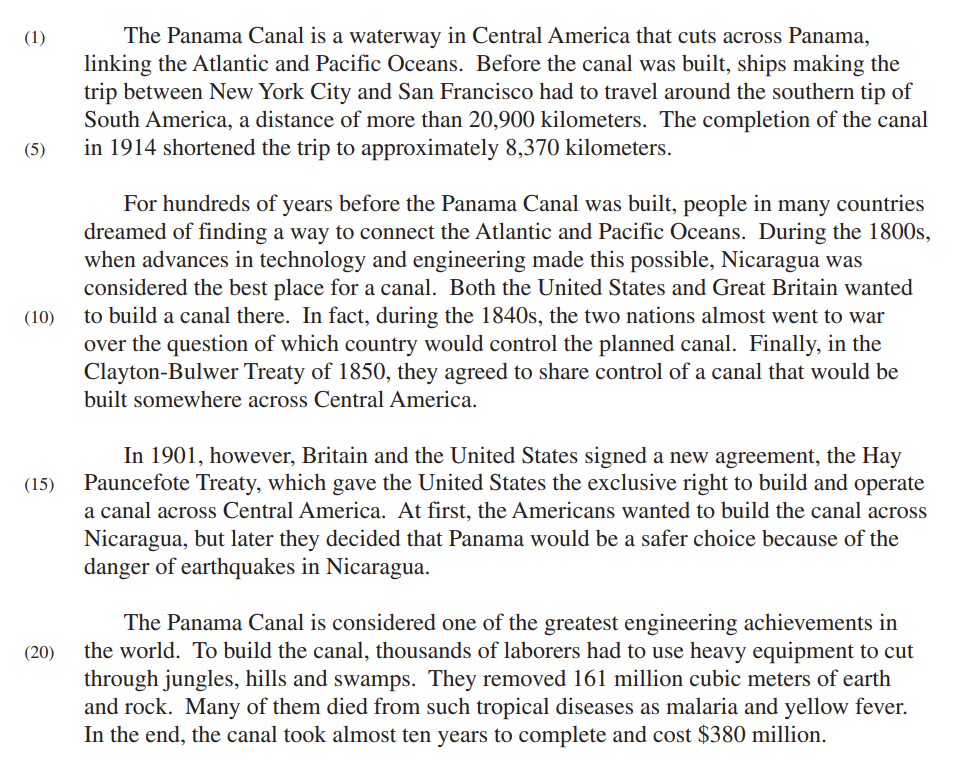 (1) The Panama Canal is a waterway in Central America that cuts across Panama,
linking the Atlantic and Pacific Oceans. Before the canal was built, ships making the
trip between New York City and San Francisco had to travel around the southern tip of
South America, a distance of more than 20,900 kilometers. The completion of the canal
(5) in 1914 shortened the trip to approximately 8,370 kilometers.
For hundreds of years before the Panama Canal was built, people in many countries
dreamed of finding a way to connect the Atlantic and Pacific Oceans. During the 1800s,
when advances in technology and engineering made this possible, Nicaragua was
considered the best place for a canal. Both the United States and Great Britain wanted
(10) to build a canal there. In fact, during the 1840s, the two nations almost went to war
over the question of which country would control the planned canal. Finally, in the
Clayton-Bulwer Treaty of 1850, they agreed to share control of a canal that would be
built somewhere across Central America.
In 1901, however, Britain and the United States signed a new agreement, the Hay
(15) Pauncefote Treaty, which gave the United States the exclusive right to build and operate
a canal across Central America. At first, the Americans wanted to build the canal across
Nicaragua, but later they decided that Panama would be a safer choice because of the
danger of earthquakes in Nicaragua.
The Panama Canal is considered one of the greatest engineering achievements in
(20) the world. To build the canal, thousands of laborers had to use heavy equipment to cut
through jungles, hills and swamps. They removed 161 million cubic meters of earth
and rock. Many of them died from such tropical diseases as malaria and yellow fever.
In the end, the canal took almost ten years to complete and cost $380 million.